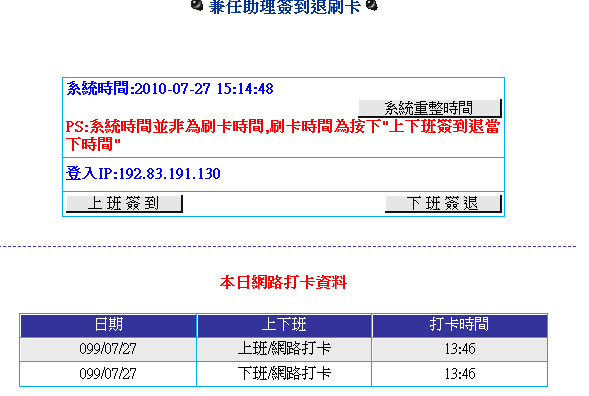 兼任助理簽到退刷卡
系統時間:2010-07-27 15:14:48
系統重整時間
PS:系統時間並非為刷卡時間,刷卡時間為按下"上下班簽到退當
下時間"
登入IP:192.83.191.130
上 班 簽 到 下 班 簽 退
本日網路打卡資料
日期 上下班 打卡時間
099/07/27 上班/網路打卡 13:46
099/07/27 下班/網路打卡 13:46